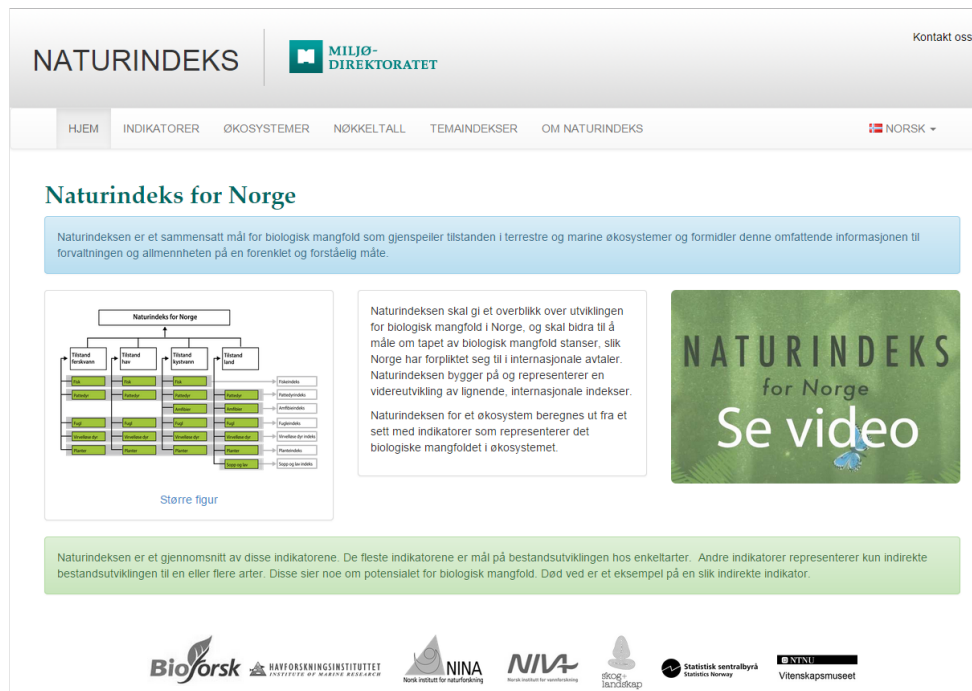 Kontakt oss
NATURINDEKS
MILJØ-
DIREKTORATET
HJEM INDIKATORER ØKOSYSTEMER NØKKELTALL TEMAINDEKSER OM NATURINDEKS NORSK
Naturindeks for Norge
Naturindeksen er et sammensatt mål for biologisk mangfold som gjenspeiler tilstanden i terrestre og marine økosystemer og formidler denne omfattende informasjonen til
forvaltningen og allmennheten på en forenklet og forståelig måte.
Naturindeks for Norge
Tilstand ferskvann
Tilstand hav
Tilstand kystvann
Tilstand land
Fisk Fisk Fisk Fiskeindeks
Pattedyr Pattedyr Pattedyr Pattedyrindeks
Amfibier Amfibier Amfibieindeks
Fugl Fugl Fugl Fugl Fugleindeks
Virvelløse dyr Virvelløse dyr Virvelløse dyr Virvelløse dyr Virvelløse dyr indeks
Planter Planter Planter Planter Planteindeks
Sopp og lav Sopp og lav indeks
Større figur
Naturindeksen skal gi et overblikk over utviklingen
for biologisk mangfold i Norge, og skal bidra til å
måle om tapet av biologisk mangfold stanser, slik
Norge har forpliktet seg til i internasjonale avtaler.
Naturindeksen bygger på og representerer en
videreutvikling av lignende, internasjonale indekser.
Naturindeksen for et økosystem beregnes ut fra et
sett med indikatorer som representerer det
biologiske mangfoldet i økosystemet.
NATURINDEKS
for Norge
Se video
Naturindeksen er et gjennomsnitt av disse indikatorene. De fleste indikatorene er mål på bestandsutviklingen hos enkeltarter. Andre indikatorer representerer kun indirekte
bestandsutviklingen til en eller flere arter. Disse sier noe om potensialet for biologisk mangfold. Død ved er et eksempel på en slik indirekte indikator.
Bioforsk
HAVFORSKNINGSINSTITUTTET
INSTITUTE OF MARINE RESEARCH
NINA
Norsk institutt for naturforskning
NIVA
Norsk institutt for vannforskning
skog+
landskap
Statistisk sentralbyrå
Statistics Norway
NTNU
Vitenskapsmuseet